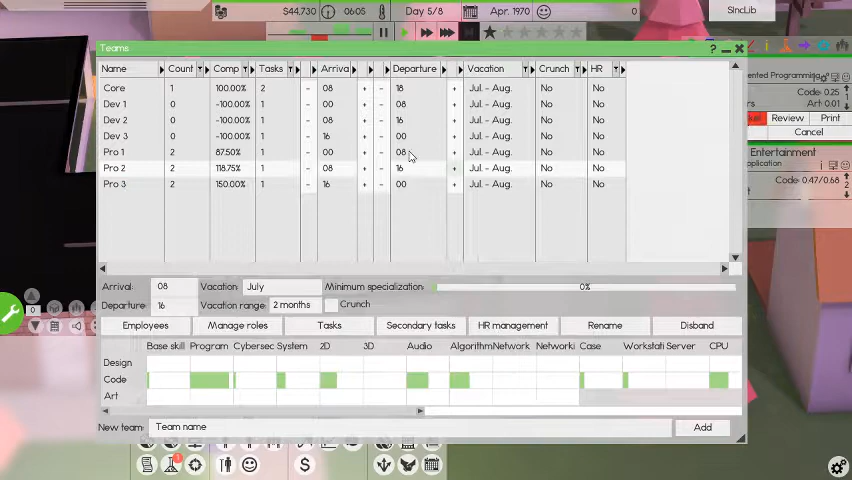 $44,730 06:05 Day 5/8 Apr. 1970 SIncLib
Teams ?
Name Count Comp Tasks Arriva Departure Vacation Crunch HR
Core 1 100.00% 2 - 08 + - 18 + Jul. - Aug. No No
Dev 1 0 -100.00% 1 - 00 + - 08 + Jul. - Aug. No No
Dev 2 0 -100.00% 1 - 08 + - 16 + Jul. - Aug. No No
Dev 3 0 -100.00% 1 - 16 + - 00 + Jul. - Aug. No No
Pro 1 2 87.50% 1 - 00 + - 08 + Jul. - Aug. No No
Pro 2 2 118.75% 1 - 08 + - 16 + Jul. - Aug. No No
Pro 3 2 150.00% 1 - 16 + - 00 + Jul. - Aug. No No
ented Programming
Code: 0.25
ers Art: 0.01
Review Print
Cancel
Entertainment
plication
Code: 0.47/0.68
Arrival: 08 Vacation: July Minimum specialization: 0%
Departure: 16 Vacation range: 2 months Crunch
0
Employees Manage roles Tasks Secondary tasks HR management Rename Disband
Base skil Program Cybersec System 2D 3D Audio Algorithm Network Networki Case Workstati Server CPU
Design
Code
Art
New team: Team name Add
1
$